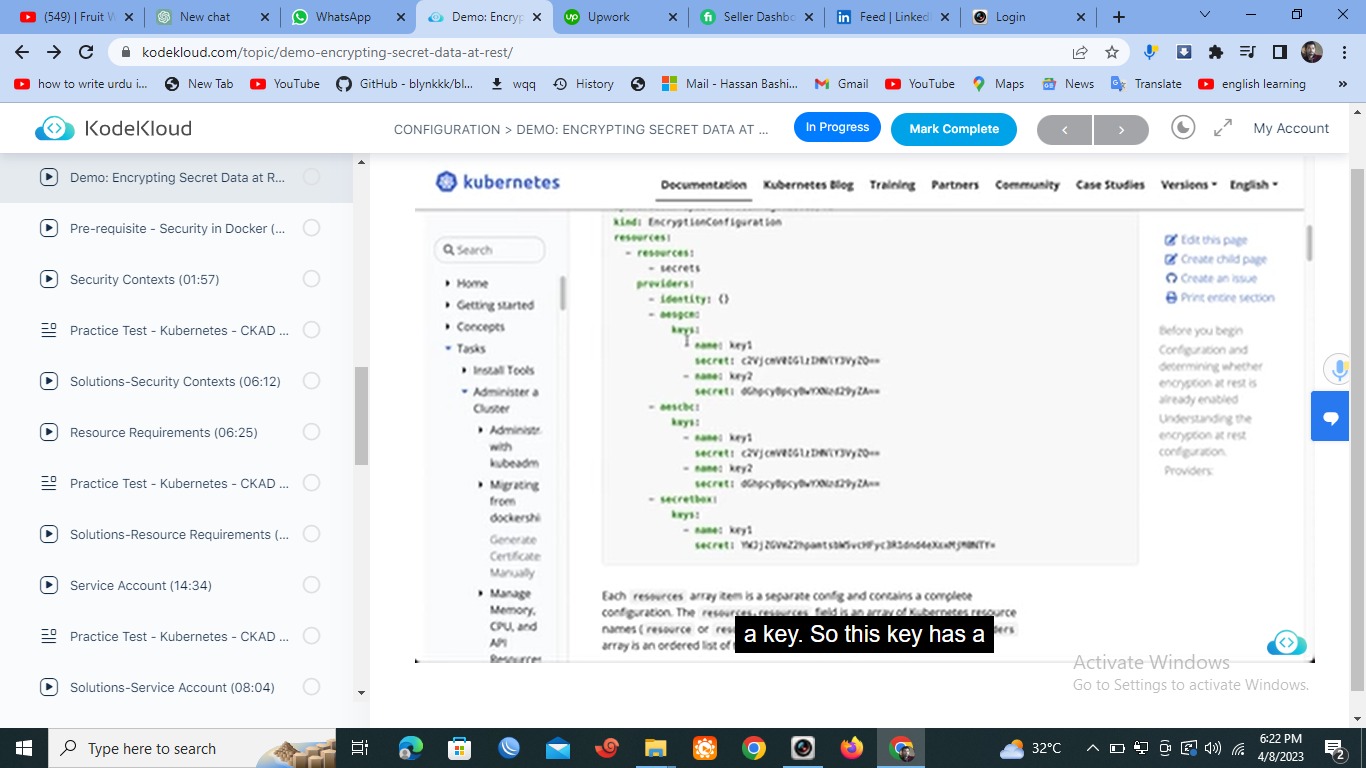 (549) | Fruit W
New chat
WhatsApp
Demo: Encryp
Upwork
Seller Dashbo
Feed | LinkedI
Login
kodekloud.com/topic/demo-encrypting-secret-data-at-rest/
how to write urdu i...
New Tab
YouTube
GitHub - blynkkk/bl...
wqq
History
Mail - Hassan Bashi...
Gmail
YouTube
Maps
News
Translate
english learning
»
KodeKloud
CONFIGURATION > DEMO: ENCRYPTING SECRET DATA AT ...
In Progress
Mark Complete
My Account
Demo: Encrypting Secret Data at R...
Pre-requisite - Security in Docker (...
Security Contexts (01:57)
Practice Test - Kubernetes - CKAD ...
Solutions-Security Contexts (06:12)
Resource Requirements (06:25)
Practice Test - Kubernetes - CKAD ...
Solutions-Resource Requirements (...
Service Account (14:34)
Practice Test - Kubernetes - CKAD ...
Solutions-Service Account (08:04)
kubernetes
Documentation
Kubernetes Blog
Training
Partners
Community
Case Studies
Versions
English
Search
Home
Getting started
Concepts
Tasks
Install Tools
Administer a
Cluster
Administr
with
kubeadm
Migrating
from
dockershi
Generate
Certificate
Manually
Manage
Memory,
CPU, and
API
Resources
kind: EncryptionConfiguration
resources:
- resources:
- secrets
providers:
- identity: {}
- aesgcm:
keys:
name: key1
secret: c2VjcmV0IGlzIHNlY3VyZQ==
- name: key2
secret: dGhpcyBpcyBwYXNzd29yZA==
- aescbc:
keys:
- name: key1
secret: c2VjcmV0IGlzIHNlY3VyZQ==
- name: key2
secret: dGhpcyBpcyBwYXNzd29yZA==
- secretbox:
keys:
- name: key1
secret:
Each resources array item is a separate config and contains a complete
configuration. The resources.resources field is an array of Kubernetes resource
names ( resource or
array is an ordered list of
a key. So this key has a
Edit this page
Create child page
Create an issue
Print entire section
Before you begin
Configuration and
determining whether
encryption at rest is
already enabled
Understanding the
encryption at rest
configuration.
Providers:
Activate Windows
Go to Settings to activate Windows.
Type here to search
32°C
6:22 PM
4/8/2023
2